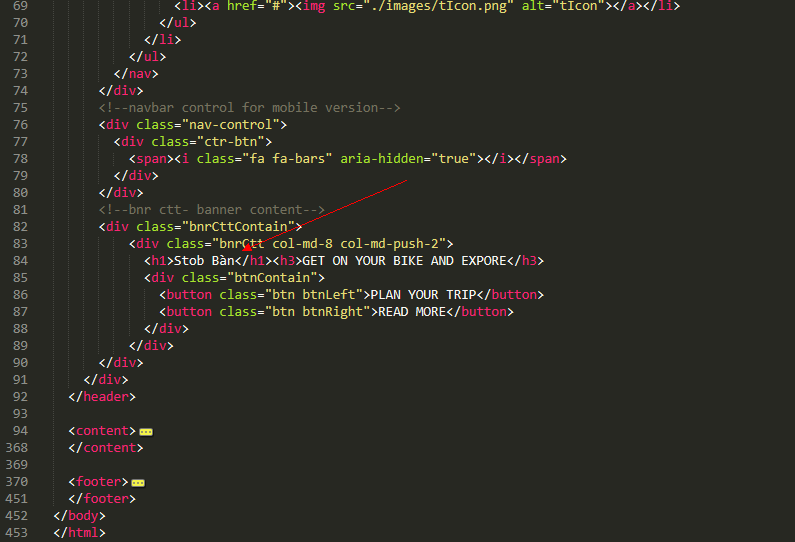 69 <li><a href="#"><img src="./images/tIcon.png" alt="tIcon"></a></li>
70 </ul>
71 </li>
72 </ul>
73 </nav>
74 </div>
75 <!--navbar control for mobile version-->
76 <div class="nav-control">
77 <div class="ctr-btn">
78 <span><i class="fa fa-bars" aria-hidden="true"></i></span>
79 </div>
80 </div>
81 <!--bnr ctt- banner content-->
82 <div class="bnrCttContain">
83 <div class="bnrCtt col-md-8 col-md-push-2">
84 <h1>Stob Bàn</h1><h3>GET ON YOUR BIKE AND EXPORE</h3>
85 <div class="btnContain">
86 <button class="btn btnLeft">PLAN YOUR TRIP</button>
87 <button class="btn btnRight">READ MORE</button>
88 </div>
89 </div>
90 </div>
91 </div>
92 </header>
93
94 <content>
368 </content>
369
370 <footer>
451 </footer>
452 </body>
453 </html>